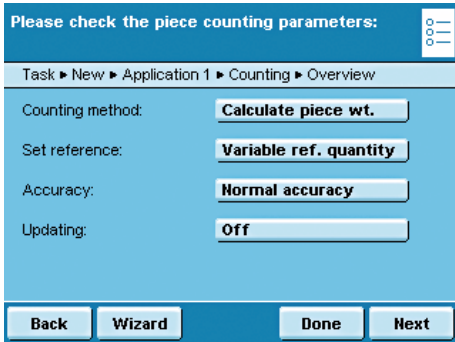 Please check the piece counting parameters:
Task ▸ New ▸ Application 1 ▸ Counting ▸ Overview
Counting method: Calculate piece wt.
Set reference: Variable ref. quantity
Accuracy: Normal accuracy
Updating: Off
Back Wizard Done Next